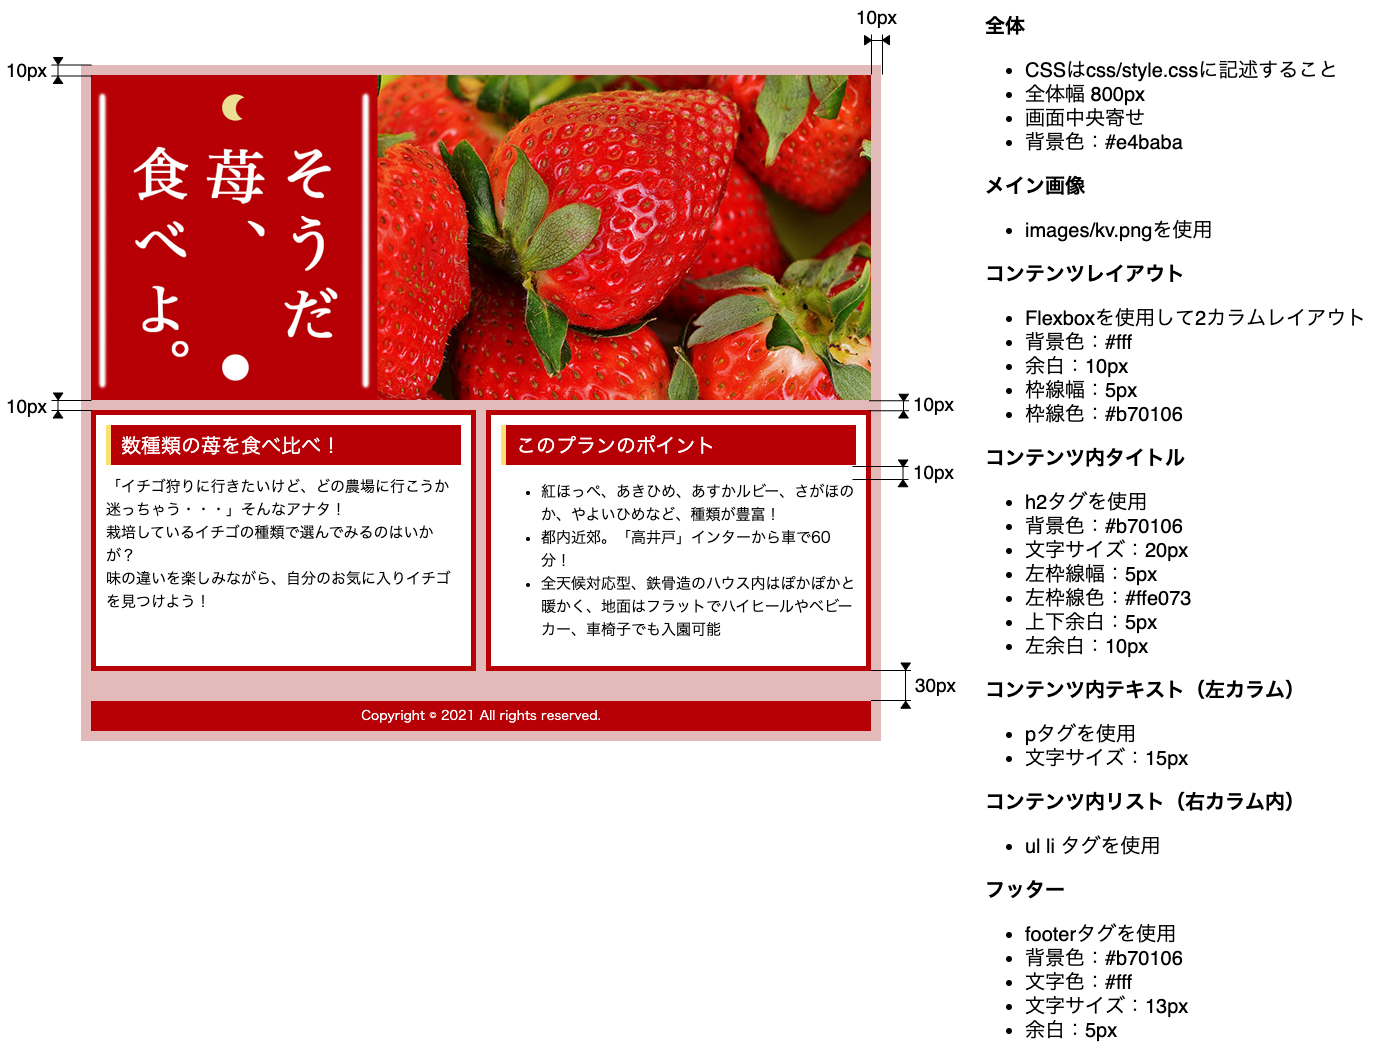 10px
10px
そうだ
苺、
食べよ。
10px
10px
10px
数種類の苺を食べ比べ！
「イチゴ狩りに行きたいけど、どの農場に行こうか
迷っちゃう・・・」そんなアナタ！
栽培しているイチゴの種類で選んでみるのはいか
が？
味の違いを楽しみながら、自分のお気に入りイチゴ
を見つけよう！
このプランのポイント
• 紅ほっぺ、あきひめ、あすかルビー、さがほの
か、やよいひめなど、種類が豊富！
• 都内近郊。「高井戸」インターから車で60
分！
• 全天候対応型、鉄骨造のハウス内はぽかぽかと
暖かく、地面はフラットでハイヒールやベビー
カー、車椅子でも入園可能
30px
Copyright © 2021 All rights reserved.
全体
• CSSはcss/style.cssに記述すること
• 全体幅 800px
• 画面中央寄せ
• 背景色：#e4baba
メイン画像
• images/kv.pngを使用
コンテンツレイアウト
• Flexboxを使用して2カラムレイアウト
• 背景色：#fff
• 余白：10px
• 枠線幅：5px
• 枠線色：#b70106
コンテンツ内タイトル
• h2タグを使用
• 背景色：#b70106
• 文字サイズ：20px
• 左枠線幅：5px
• 左枠線色：#ffe073
• 上下余白：5px
• 左余白：10px
コンテンツ内テキスト（左カラム）
• pタグを使用
• 文字サイズ：15px
コンテンツ内リスト（右カラム内）
• ul li タグを使用
フッター
• footerタグを使用
• 背景色：#b70106
• 文字色：#fff
• 文字サイズ：13px
• 余白：5px